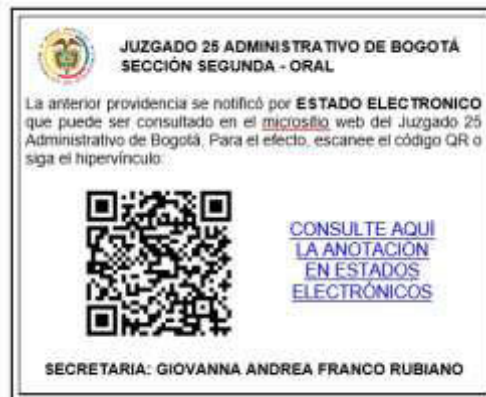 JUZGADO 25 ADMINISTRATIVO DE BOGOTÁ
SECCIÓN SEGUNDA - ORAL
La anterior providencia se notificó por ESTADO ELECTRONICO
que puede ser consultado en el micrositio web del Juzgado 25
Administrativo de Bogotá. Para el efecto, escanee el código QR o
siga el hipervínculo:
CONSULTE AQUÍ
LA ANOTACIÓN
EN ESTADOS
ELECTRÓNICOS
SECRETARIA: GIOVANNA ANDREA FRANCO RUBIANO